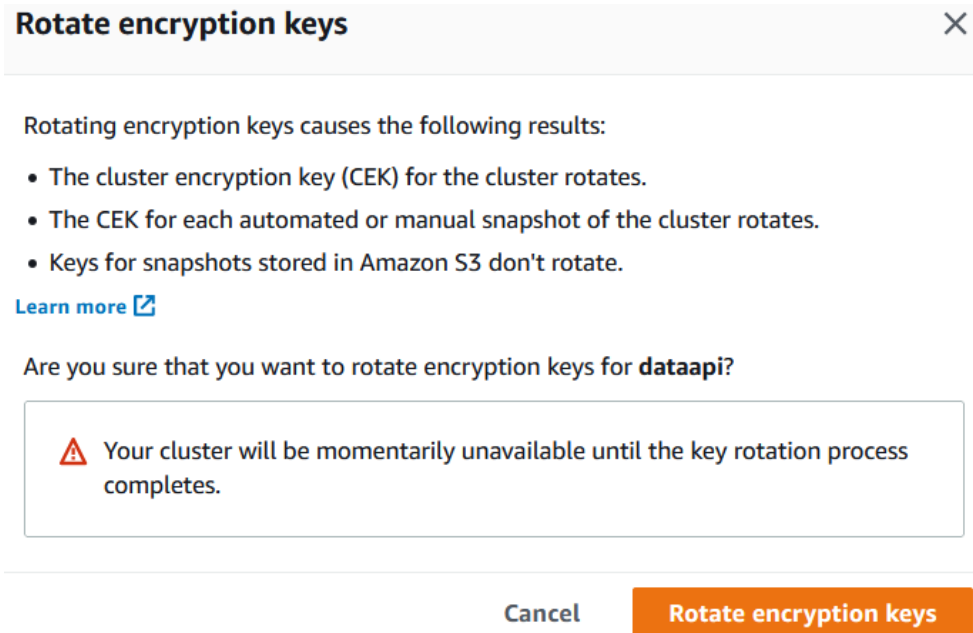 Rotate encryption keys
Rotating encryption keys causes the following results:
• The cluster encryption key (CEK) for the cluster rotates.
• The CEK for each automated or manual snapshot of the cluster rotates.
• Keys for snapshots stored in Amazon S3 don't rotate.
Learn more
Are you sure that you want to rotate encryption keys for dataapi?
Your cluster will be momentarily unavailable until the key rotation process
completes.
Cancel
Rotate encryption keys